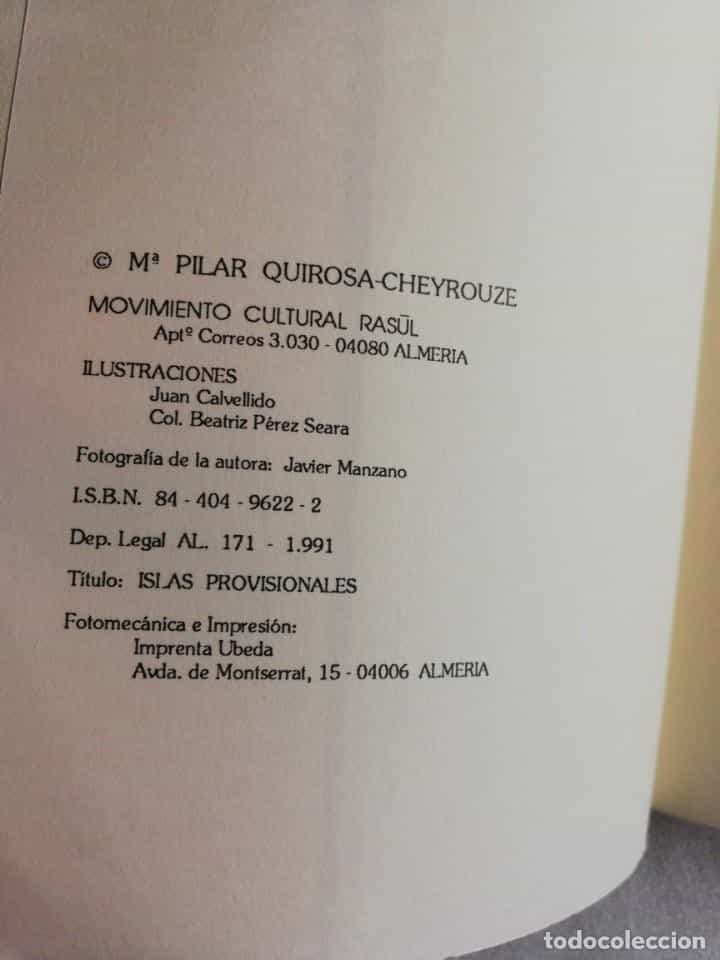 © Mª PILAR QUIROSA-CHEYROUZE
MOVIMIENTO CULTURAL RASŪL
Aptº Correos 3.030 - 04080 ALMERIA
ILUSTRACIONES
Juan Calvellido
Col. Beatriz Pérez Seara
Fotografía de la autora: Javier Manzano
I.S.B.N. 84 - 404 - 9622 - 2
Dep. Legal AL. 171 - 1.991
Título: ISLAS PROVISIONALES
Fotomecánica e Impresión:
Imprenta Ubeda
Avda. de Montserrat, 15 - 04006 ALMERIA
todocoleccion